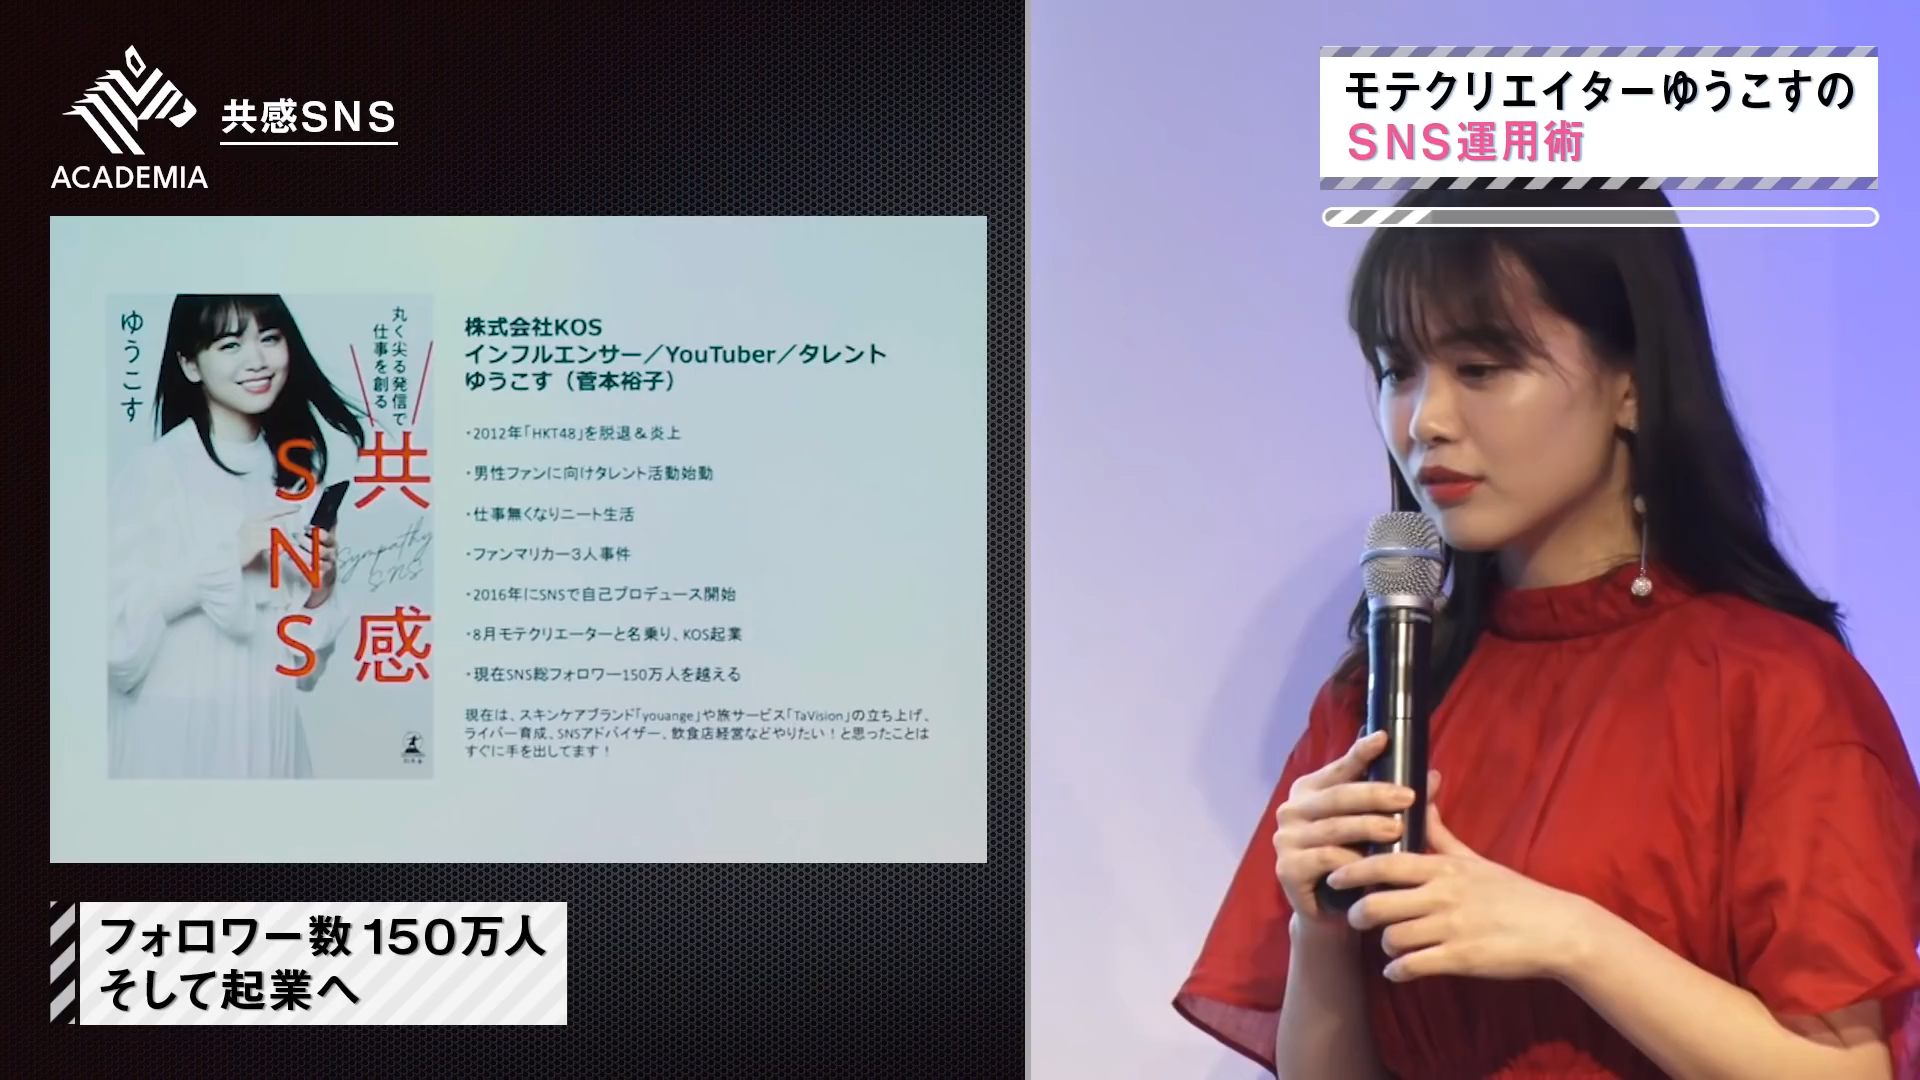 ACADEMIA
共感SNS
モテクリエイターゆうこすの
SNS運用術
ゆうこす
丸く尖る発信で
仕事を創る
共感
SNS
Sympathy
SNS
株式会社KOS
インフルエンサー／YouTuber／タレント
ゆうこす（菅本裕子）
・2012年「HKT48」を脱退＆炎上
・男性ファンに向けタレント活動始動
・仕事無くなりニート生活
・ファンマリカー３人事件
・2016年にSNSで自己プロデュース開始
・8月モテクリエーターと名乗り、KOS起業
・現在SNS総フォロワー150万人を越える
現在は、スキンケアブランド「youange」や旅サービス「TaVision」の立ち上げ、
ライバー育成、SNSアドバイザー、飲食店経営などやりたい！と思ったことは
すぐに手を出してます！
フォロワー数150万人
そして起業へ